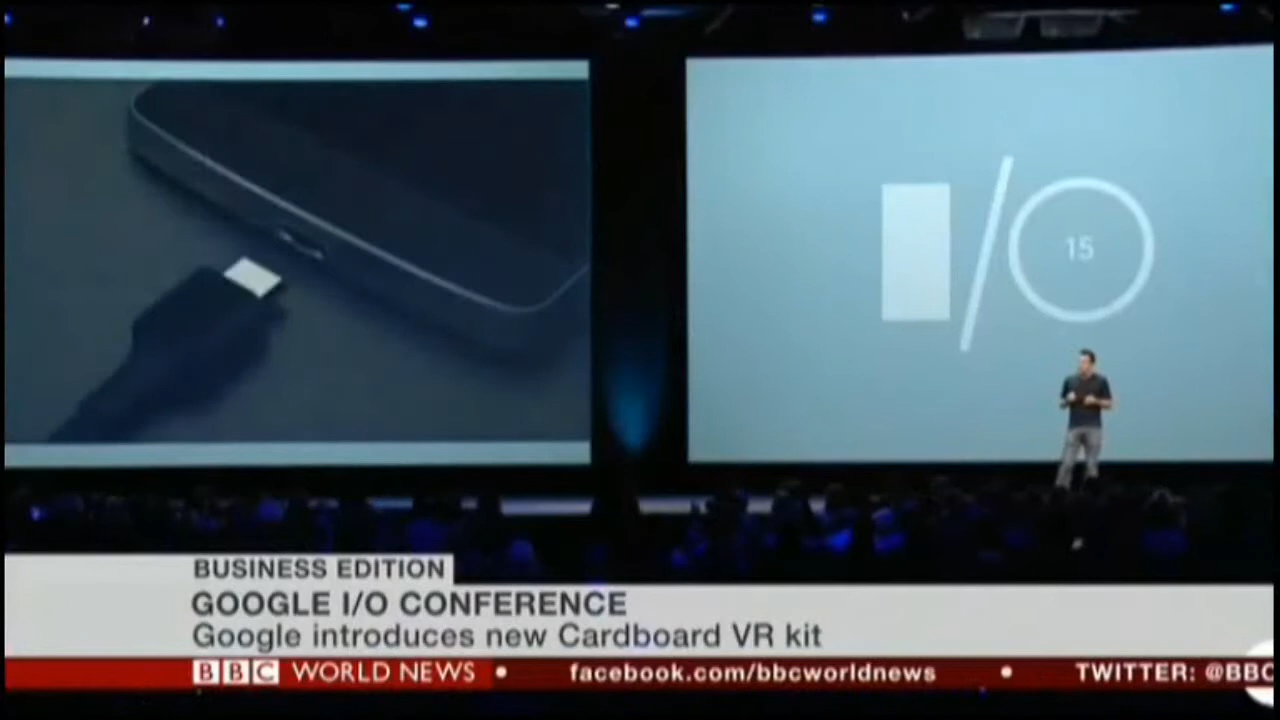 I/O
15
BUSINESS EDITION
GOOGLE I/O CONFERENCE
Google introduces new Cardboard VR kit
BBC WORLD NEWS • facebook.com/bbcworldnews • TWITTER: @BBC